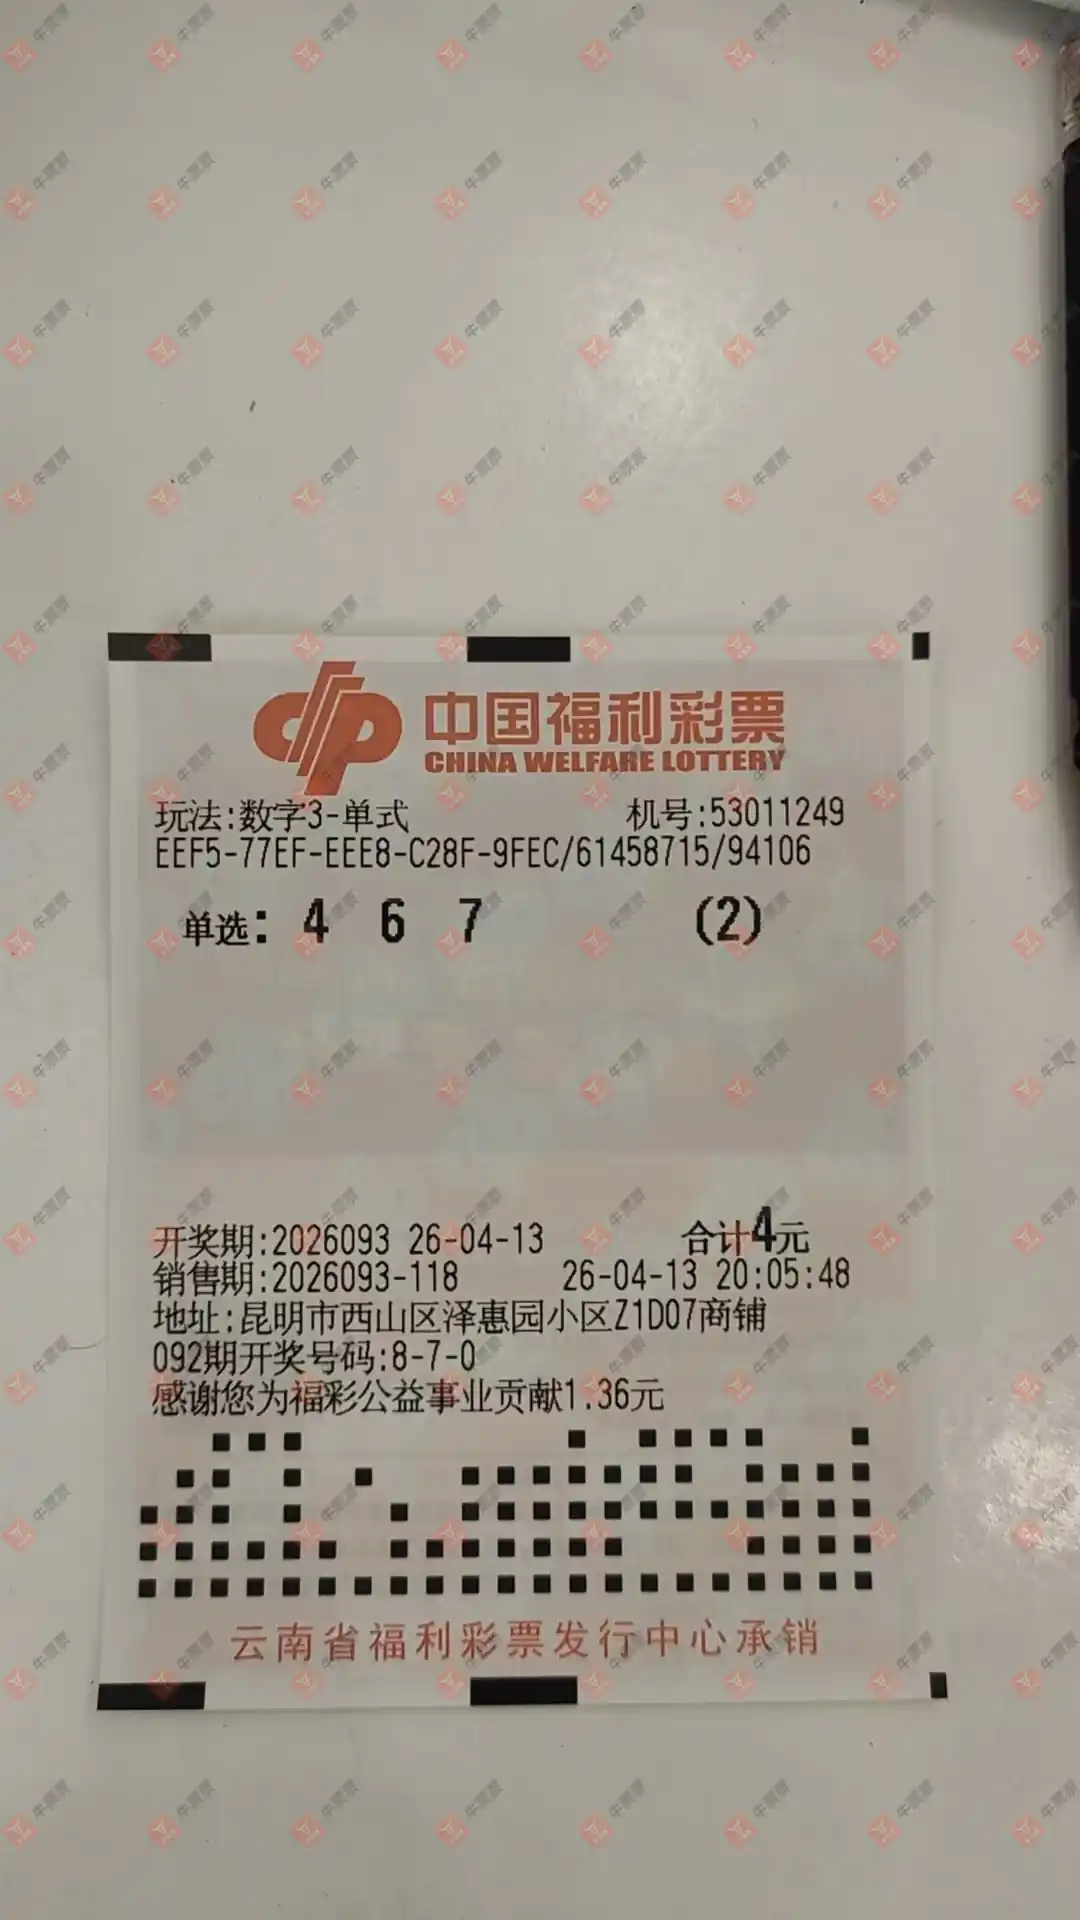 中国福利彩票
CHINA WELFARE LOTTERY
玩法:数字3-单式 机号:53011249
EEF5-77EF-EEE8-C28F-9FEC/61458715/94106
单选: 4 6 7 (2)
开奖期:2026093 26-04-13 合计4元
销售期:2026093-118 26-04-13 20:05:48
地址:昆明市西山区泽惠园小区Z1D07商铺
092期开奖号码:8-7-0
感谢您为福彩公益事业贡献1.36元
云南省福利彩票发行中心承销